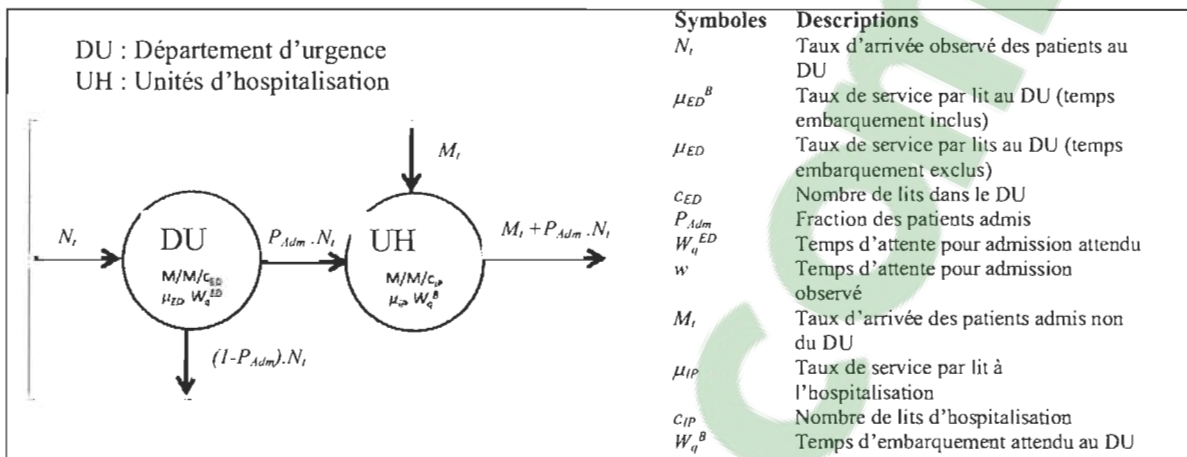 DU : Département d'urgence
UH : Unités d'hospitalisation
M_t
N_t
DU
M/M/c_ED
μ_ED, W_q^ED
P_Adm . N_t
UH
M/M/c_IP
μ_IP, W_q^B
M_t + P_Adm . N_t
(1-P_Adm).N_t
Symboles Descriptions
N_t Taux d'arrivée observé des patients au
DU
μ_ED^B Taux de service par lit au DU (temps
embarquement inclus)
μ_ED Taux de service par lits au DU (temps
embarquement exclus)
c_ED Nombre de lits dans le DU
P_Adm Fraction des patients admis
W_q^ED Temps d'attente pour admission attendu
w Temps d'attente pour admission
observé
M_t Taux d'arrivée des patients admis non
du DU
μ_IP Taux de service par lit à
l'hospitalisation
c_IP Nombre de lits d'hospitalisation
W_q^B Temps d'embarquement attendu au DU
com